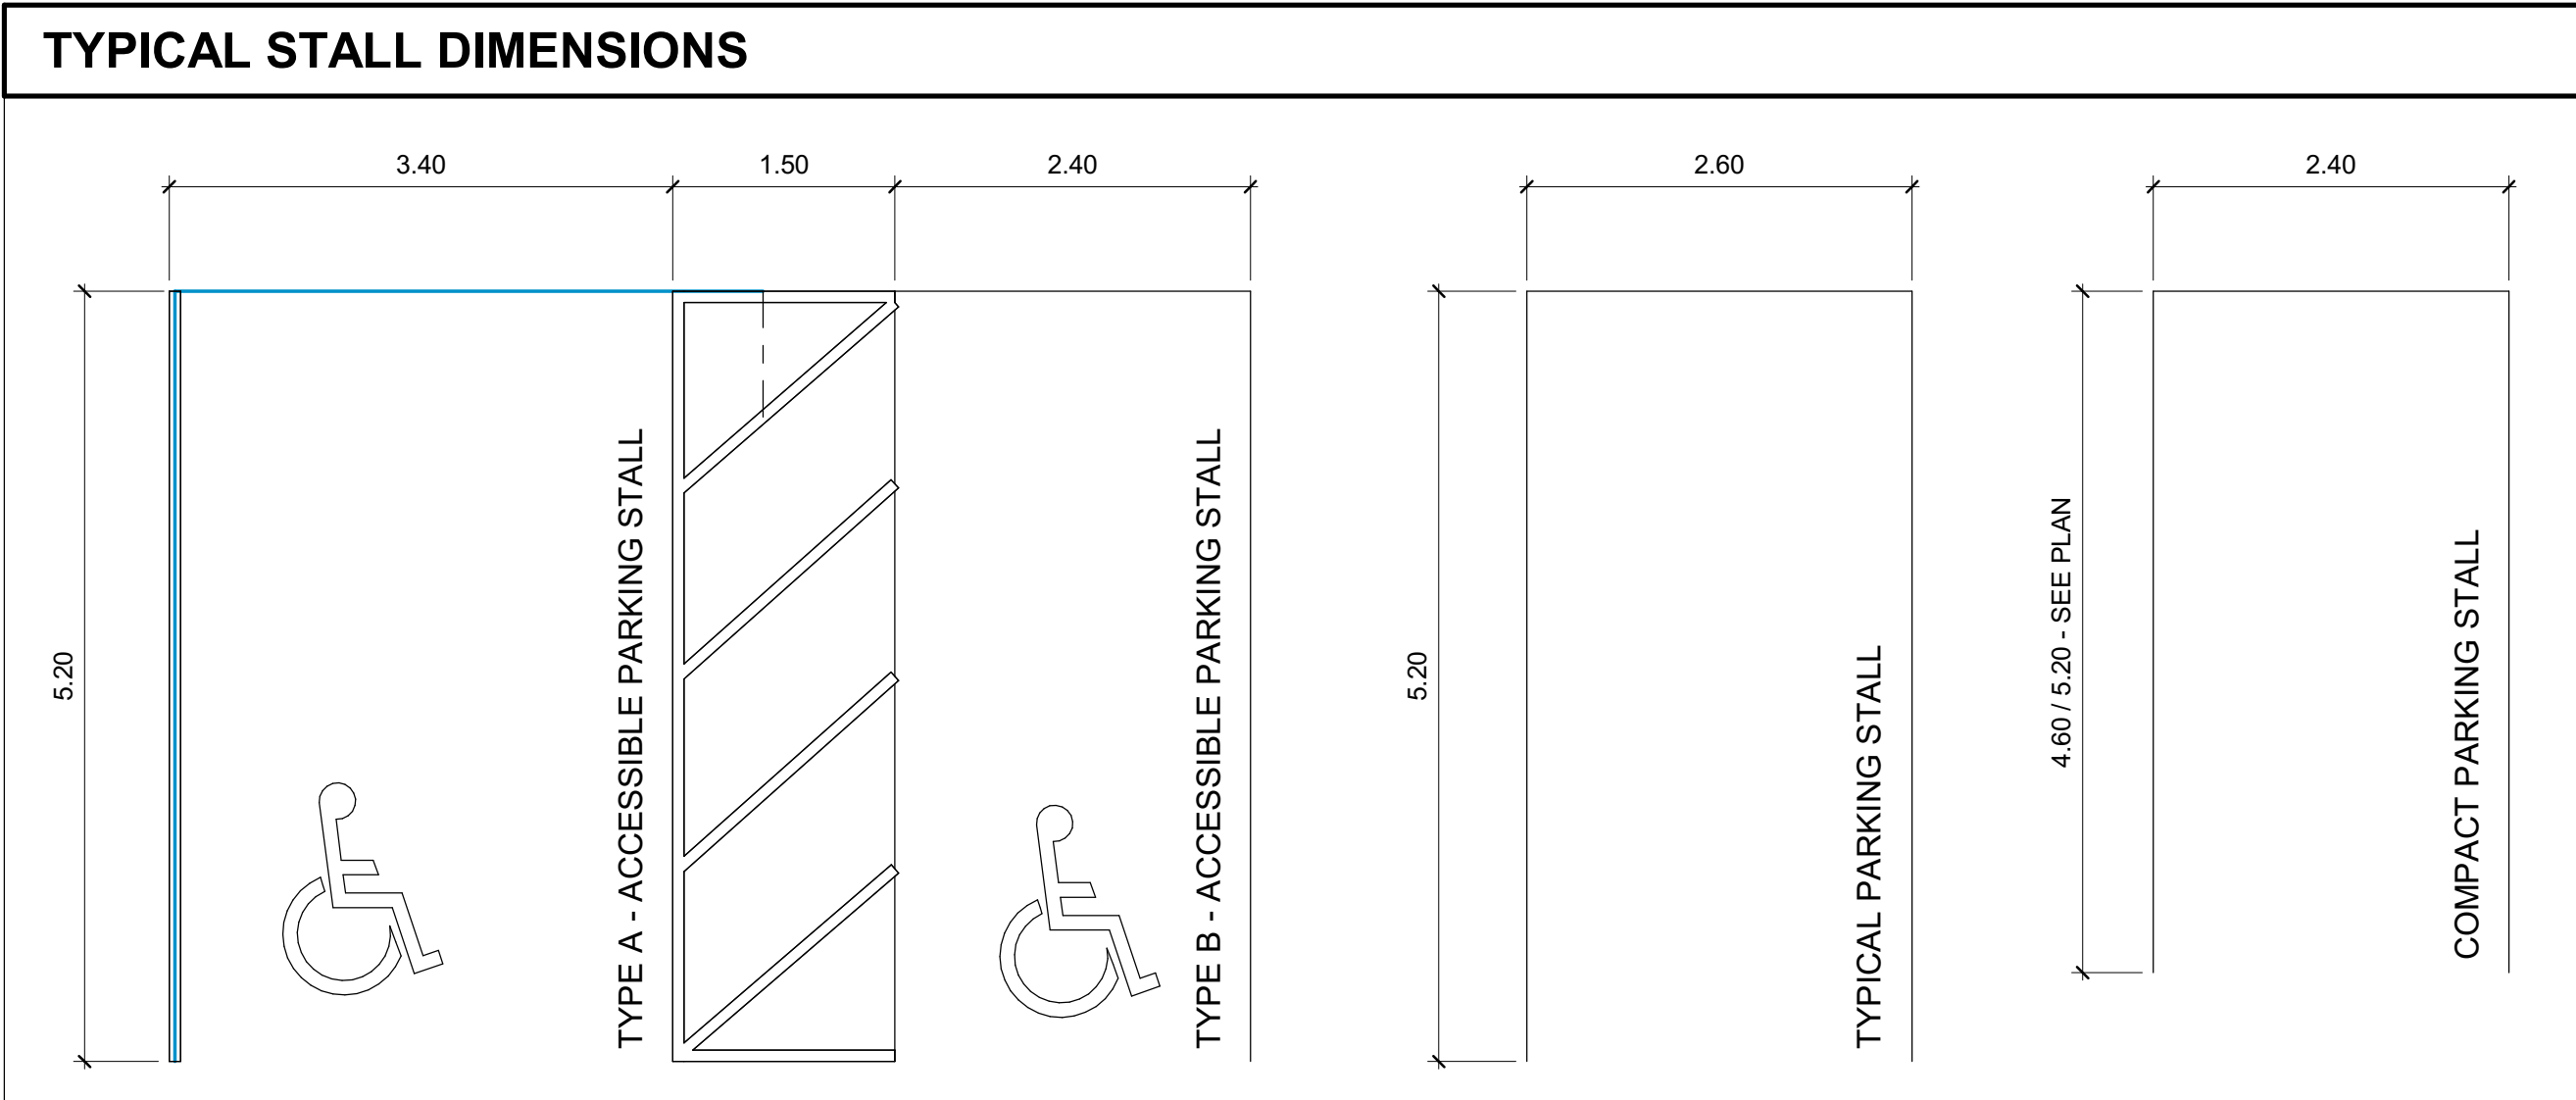 TYPICAL STALL DIMENSIONS
3.40
1.50
2.40
2.60
2.40
5.20
TYPE A - ACCESSIBLE PARKING STALL
TYPE B - ACCESSIBLE PARKING STALL
5.20
TYPICAL PARKING STALL
4.60 / 5.20 - SEE PLAN
COMPACT PARKING STALL